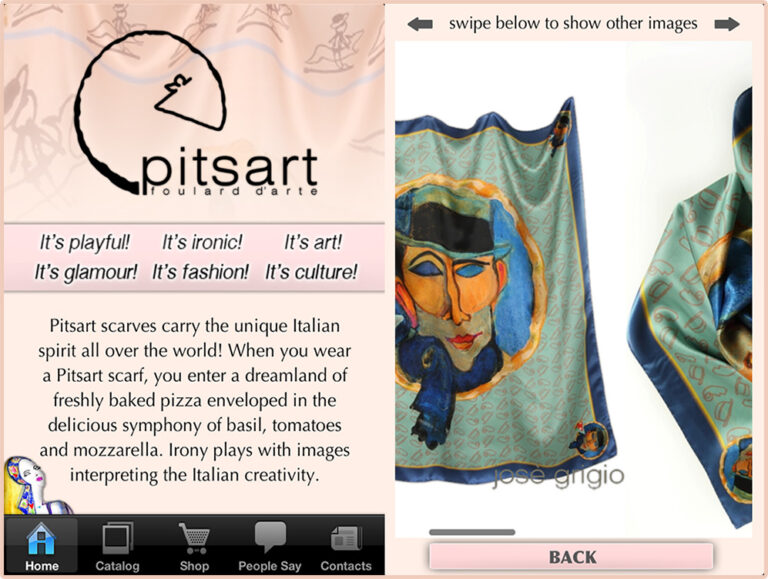 pitsart
foulard d'arte
It's playful! It's ironic! It's art!
It's glamour! It's fashion! It's culture!
Pitsart scarves carry the unique Italian
spirit all over the world! When you wear
a Pitsart scarf, you enter a dreamland of
freshly baked pizza enveloped in the
delicious symphony of basil, tomatoes
and mozzarella. Irony plays with images
interpreting the Italian creativity.
Home Catalog Shop People Say Contacts
swipe below to show other images
jose grigio
BACK